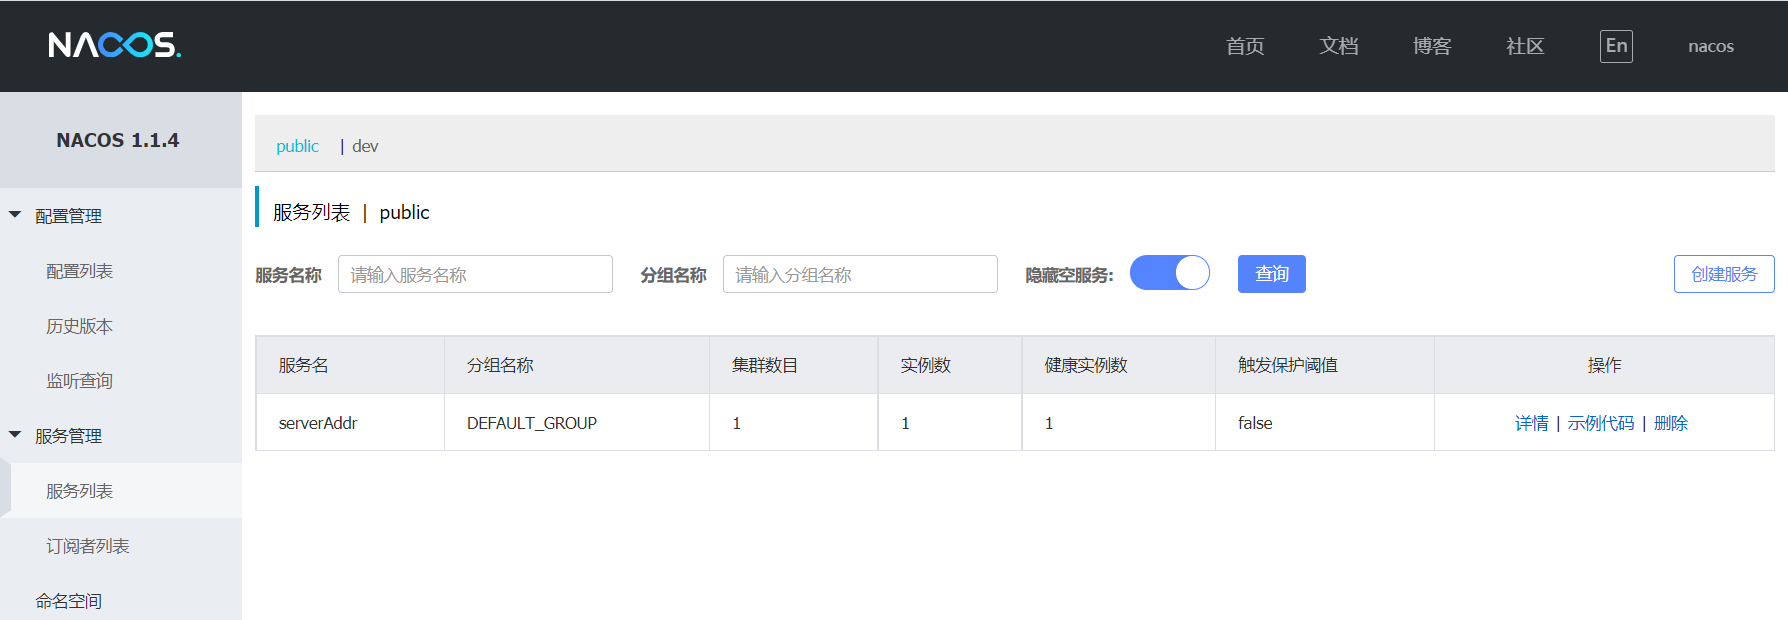 NACOS. 首页 文档 博客 社区 En nacos
NACOS 1.1.4
配置管理
配置列表
历史版本
监听查询
服务管理
服务列表
订阅者列表
命名空间
public | dev
服务列表 | public
服务名称 请输入服务名称 分组名称 请输入分组名称 隐藏空服务: 查询 创建服务
服务名 分组名称 集群数目 实例数 健康实例数 触发保护阈值 操作
serverAddr DEFAULT_GROUP 1 1 1 false 详情 | 示例代码 | 删除